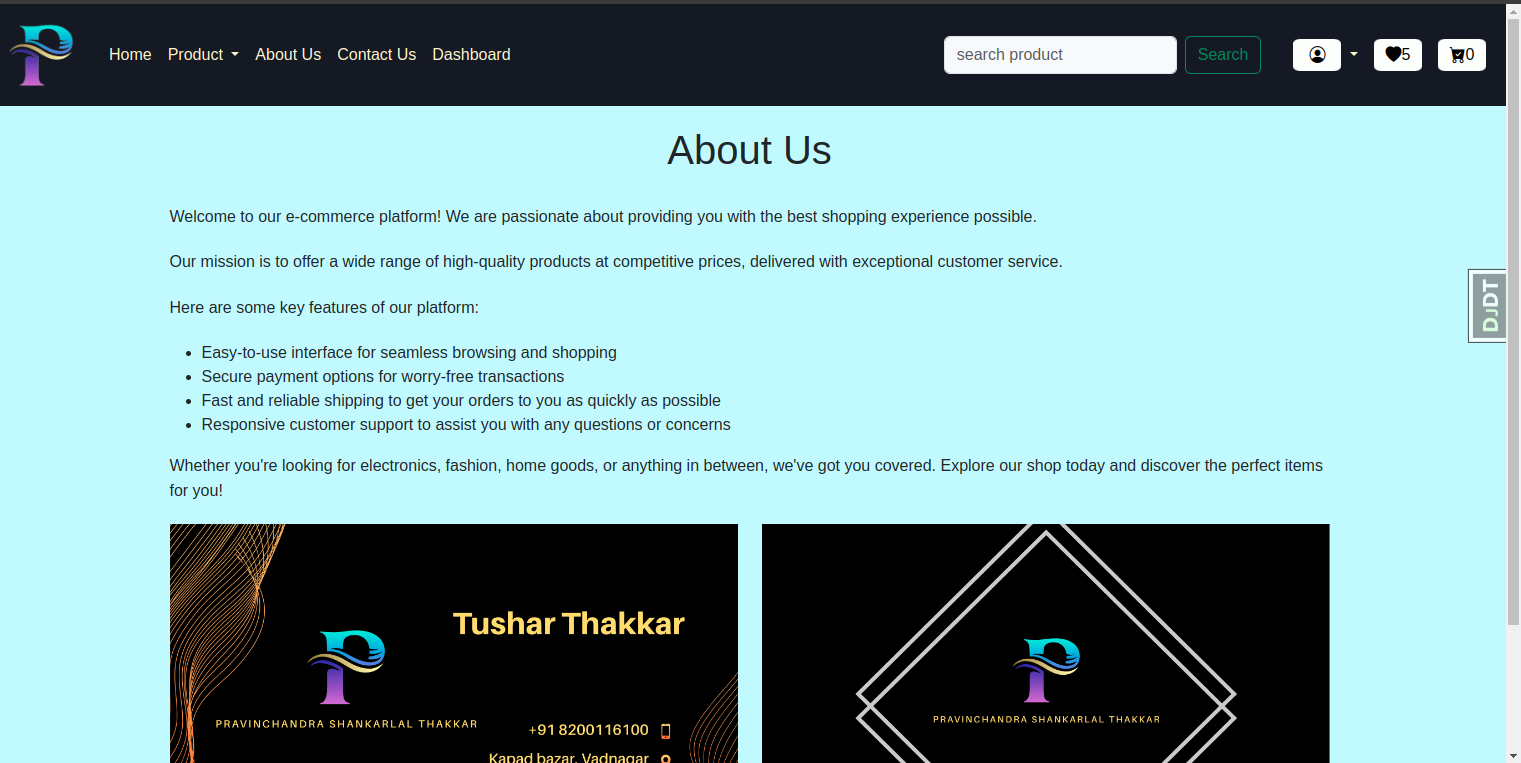 P
Home Product About Us Contact Us Dashboard search product Search 5 0
About Us
Welcome to our e-commerce platform! We are passionate about providing you with the best shopping experience possible.
Our mission is to offer a wide range of high-quality products at competitive prices, delivered with exceptional customer service.
Here are some key features of our platform:
Easy-to-use interface for seamless browsing and shopping
Secure payment options for worry-free transactions
Fast and reliable shipping to get your orders to you as quickly as possible
Responsive customer support to assist you with any questions or concerns
Whether you're looking for electronics, fashion, home goods, or anything in between, we've got you covered. Explore our shop today and discover the perfect items
for you!
DJDT
Tushar Thakkar
P
PRAVINCHANDRA SHANKARLAL THAKKAR
+91 8200116100
Kapad bazar, Vadnagar
P
PRAVINCHANDRA SHANKARLAL THAKKAR